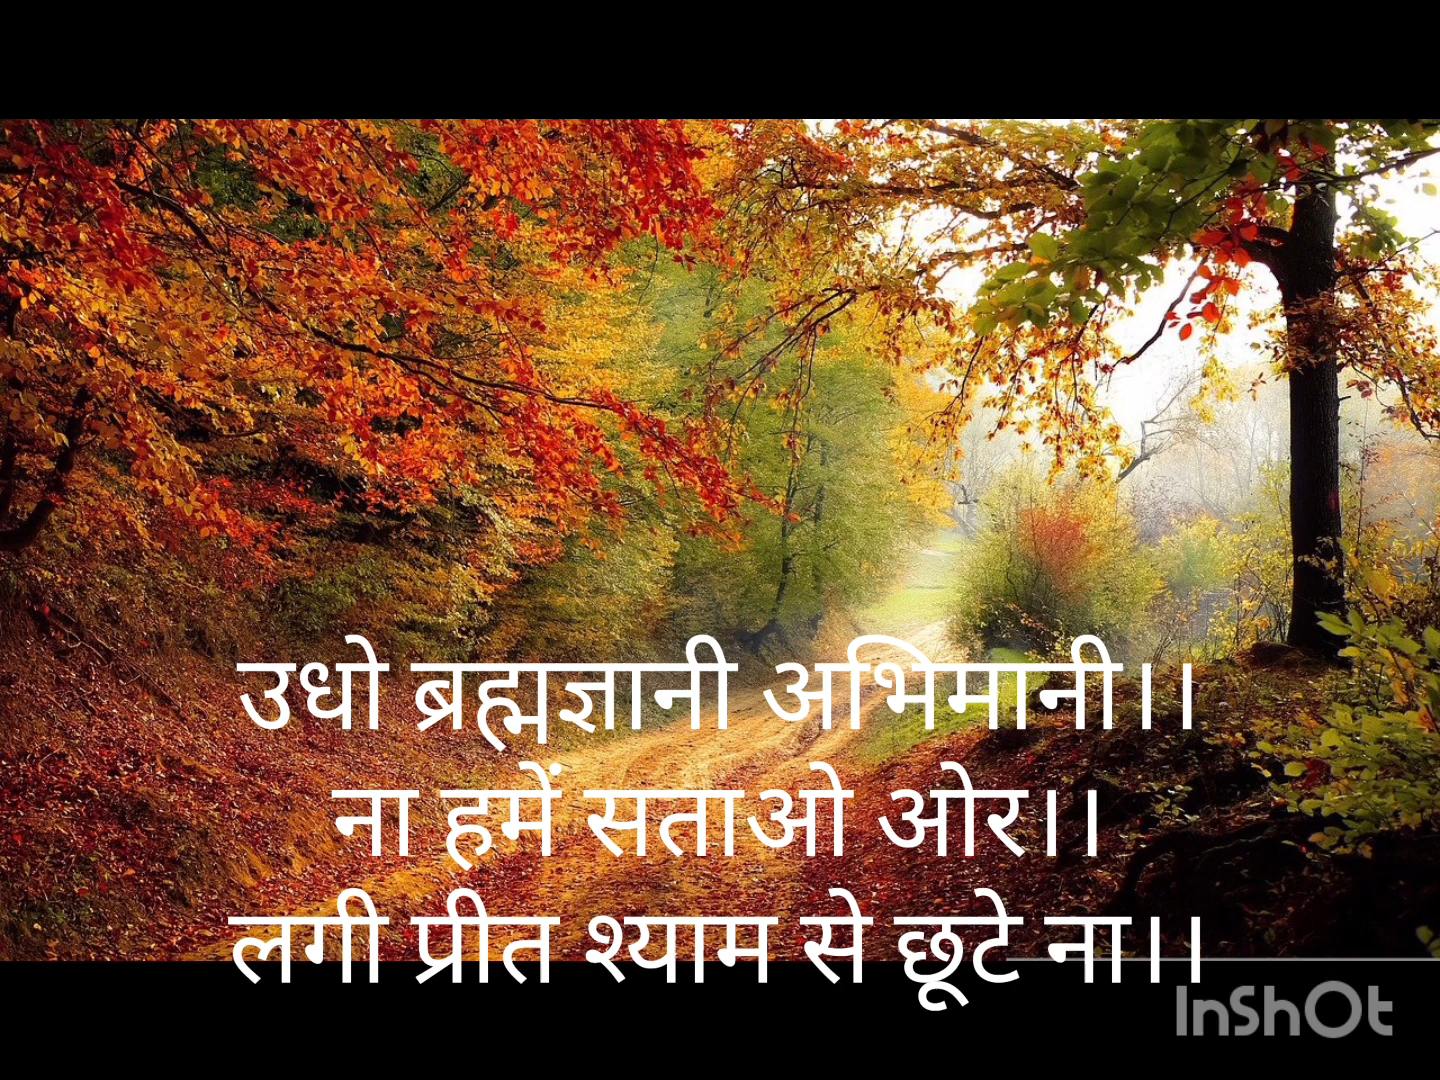 उधो ब्रह्मज्ञानी अभिमानी।।
ना हमें सताओ ओर।।
लगी प्रीत श्याम से छूटे ना।।
InShOt